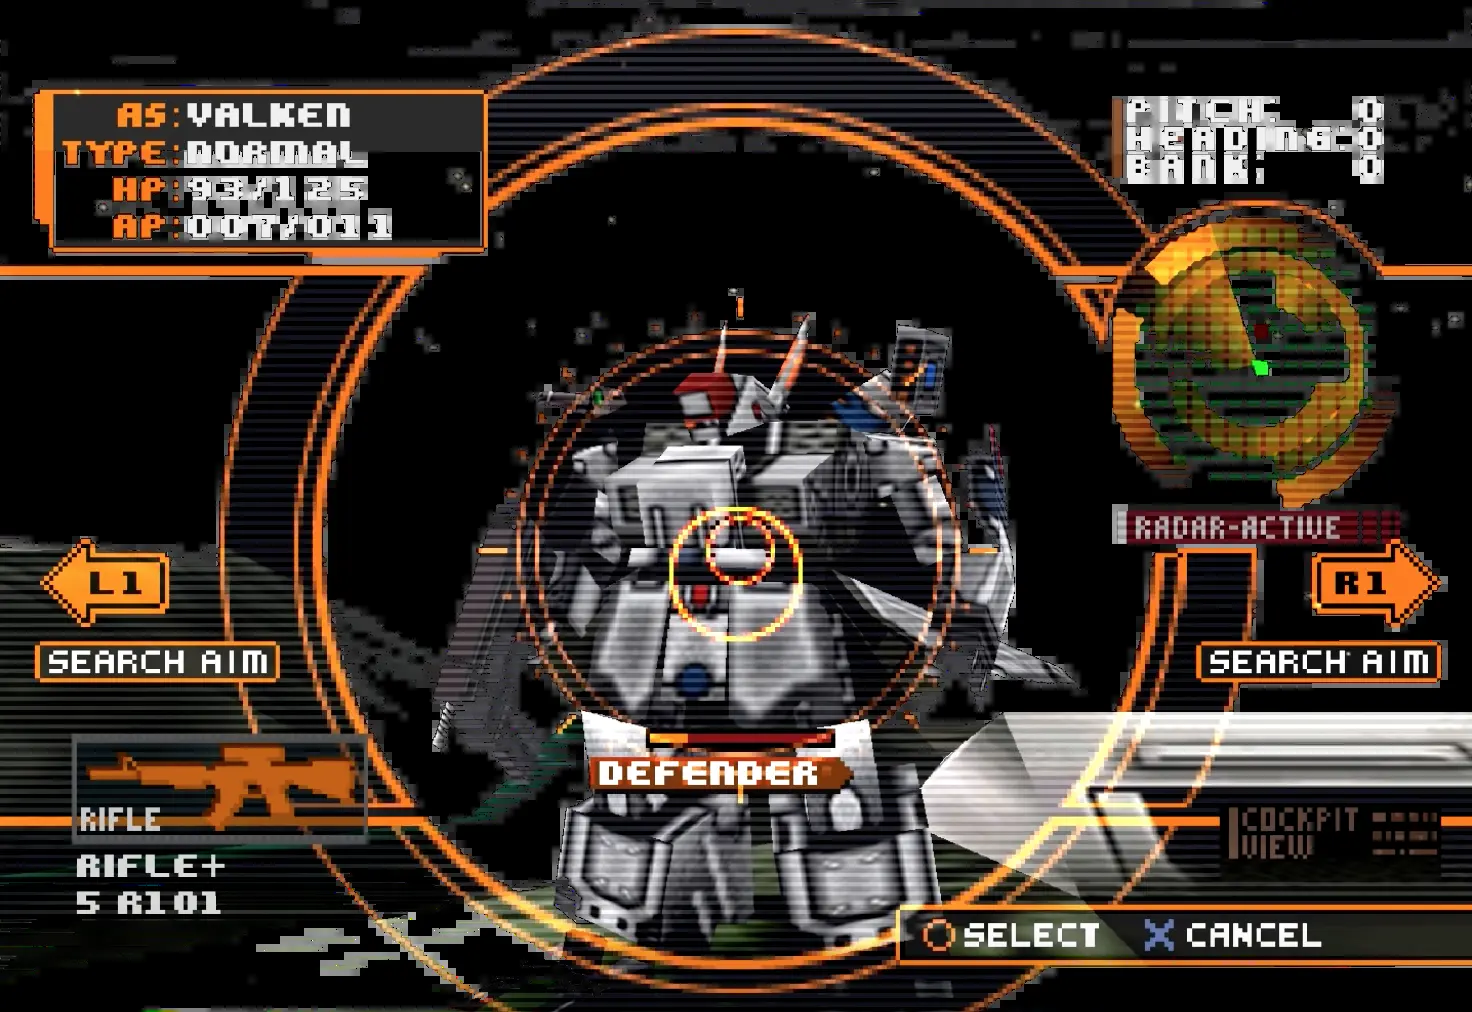 AS:VALKEN
TYPE:NORMAL
HP:93/125
AP:007/011
PITCH: 0
HEADING:0
BANK: 0
RADAR-ACTIVE
L1
R1
SEARCH AIM
SEARCH AIM
DEFENDER
RIFLE
RIFLE+
S R101
COCKPIT
VIEW
SELECT
CANCEL